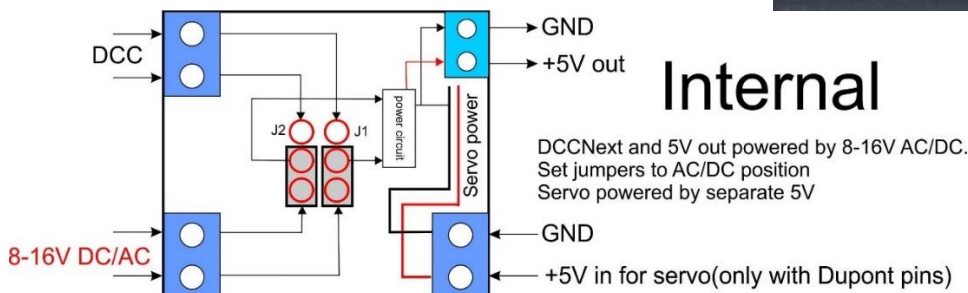 DCC
GND
+5V out
Internal
J2
J1
power circuit
Servo power
DCCNext and 5V out powered by 8-16V AC/DC.
Set jumpers to AC/DC position
Servo powered by separate 5V
8-16V DC/AC
GND
+5V in for servo(only with Dupont pins)